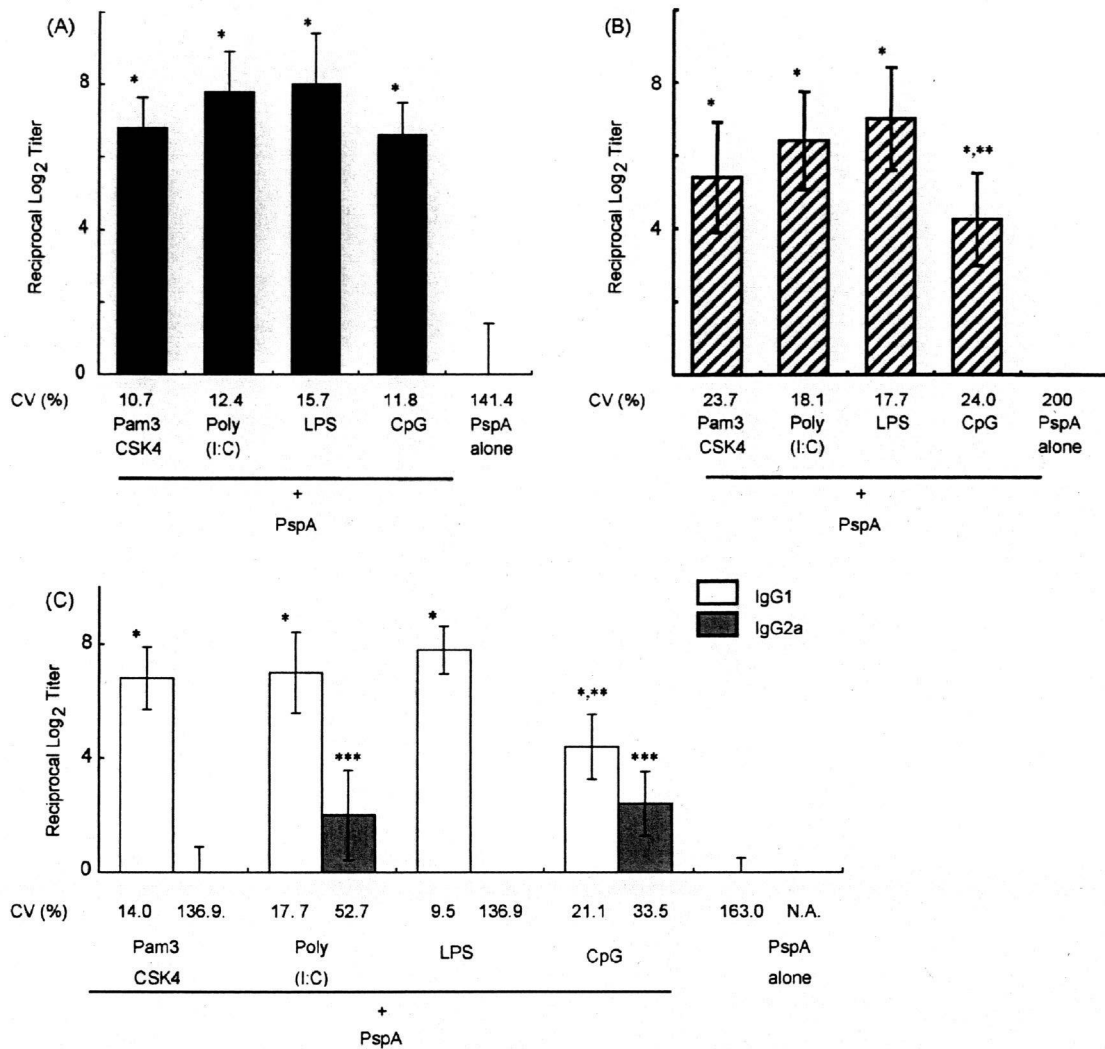 (A)
Reciprocal Log2 Titer
8
4
0
* * * *
CV (%) 10.7 12.4 15.7 11.8 141.4
Pam3 Poly LPS CpG PspA
CSK4 (I:C) alone
+
PspA
(B)
Reciprocal Log2 Titer
8
4
* * * *,**
CV (%) 23.7 18.1 17.7 24.0 200
Pam3 Poly LPS CpG PspA
CSK4 (I:C) alone
+
PspA
(C)
Reciprocal Log2 Titer
8
4
0
* * *** * *,** ***
IgG1
IgG2a
CV (%) 14.0 136.9. 17.7 52.7 9.5 136.9 21.1 33.5 163.0 N.A.
Pam3 Poly LPS CpG PspA
CSK4 (I:C) alone
+
PspA